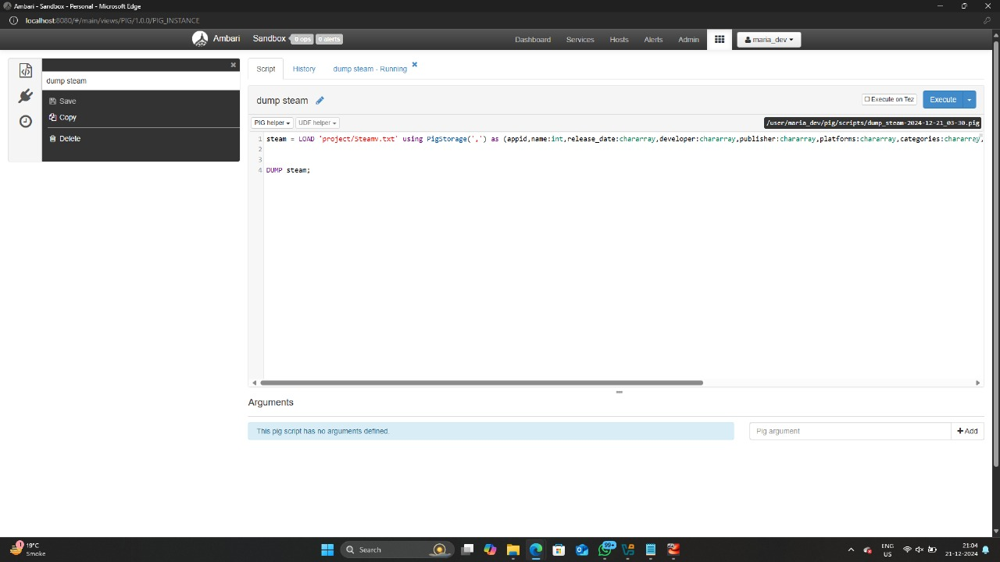 Ambari - Sandbox - Personal - Microsoft Edge
localhost:8080/#/main/views/PIG/1.0.0/PIG_INSTANCE
Ambari Sandbox 0 ops 0 alerts Dashboard Services Hosts Alerts Admin maria_dev
dump steam
Save
Copy
Delete
Script History dump steam - Running
dump steam Execute on Tez Execute
PIG helper UDF helper /user/maria_dev/pig/scripts/dump_steam-2024-12-21_03-30.pig
1 steam = LOAD 'project/Steamv.txt' using PigStorage(',') as (appid,name:int,release_date:chararray,developer:chararray,publisher:chararray,platforms:chararray,categories:chararray,
2
3
4 DUMP steam;
Arguments
This pig script has no arguments defined. Pig argument Add
1 19°C
Smoke
Search
99+
ENG
US
21:04
21-12-2024